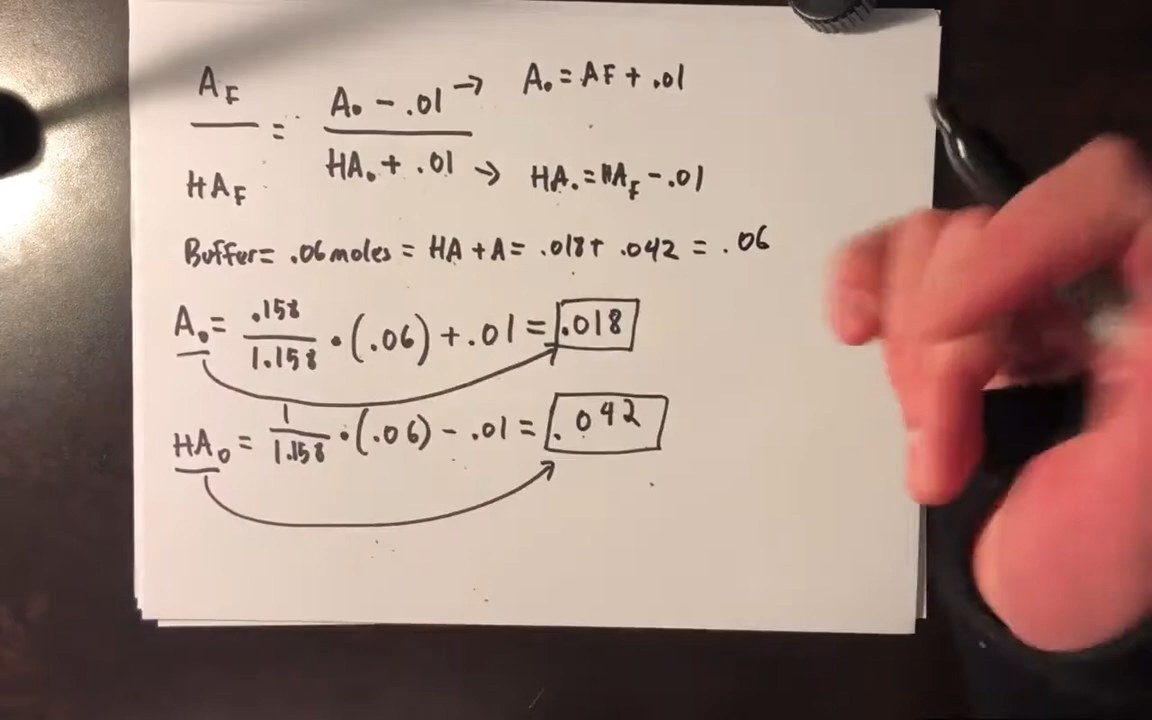 A_F / HA_F = A₀ - .01 / HA₀ + .01
→ A₀ = AF + .01
→ HA₀ = HA_F - .01
Buffer = .06 moles = HA + A = .018 + .042 = .06
A₀ = .158 / 1.158 • (.06) + .01 = .018
HA₀ = 1 / 1.158 • (.06) - .01 = .042